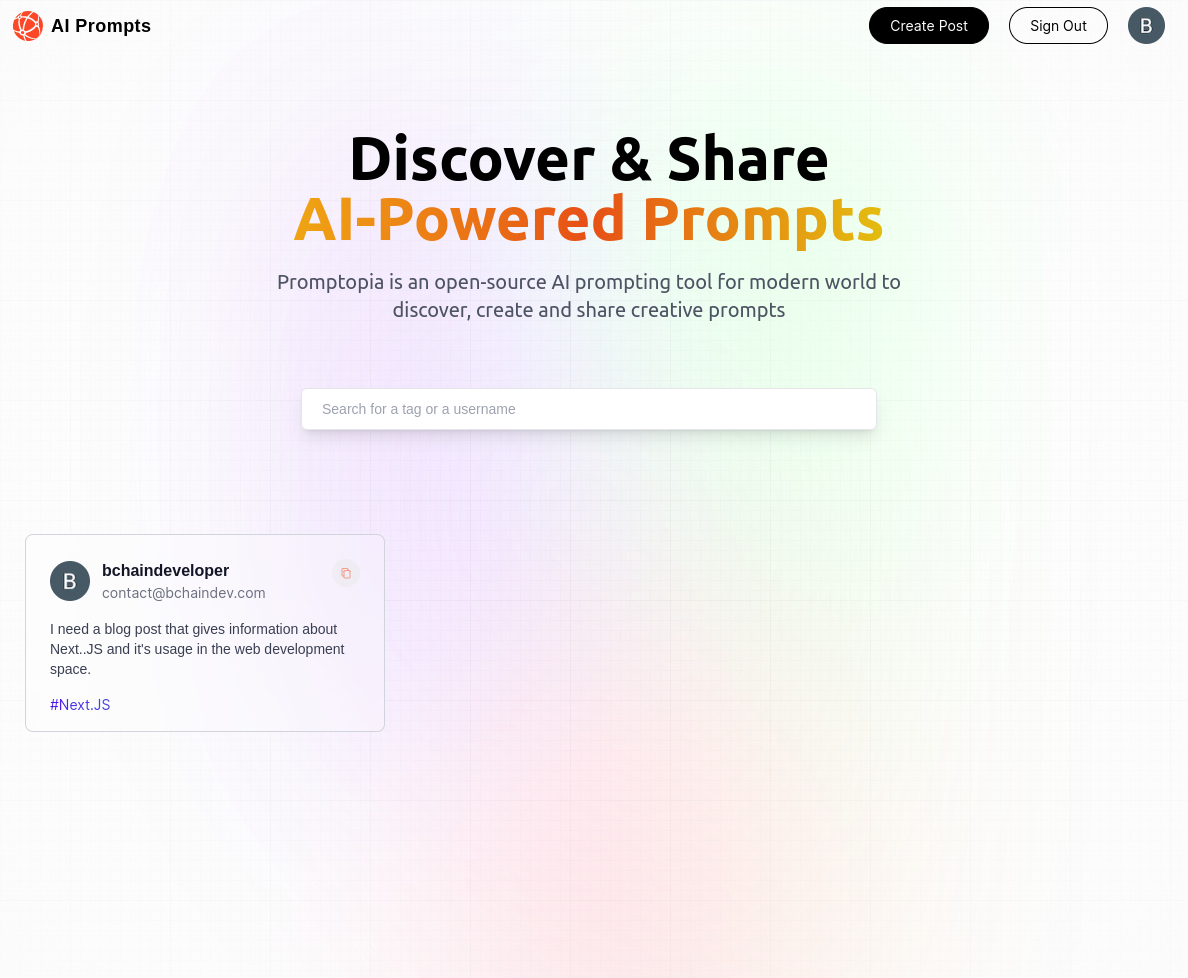 AI Prompts
Create Post
Sign Out
B
Discover & Share
AI-Powered Prompts
Promptopia is an open-source AI prompting tool for modern world to
discover, create and share creative prompts
Search for a tag or a username
B
bchaindeveloper
contact@bchaindev.com
I need a blog post that gives information about
Next..JS and it's usage in the web development
space.
#Next.JS